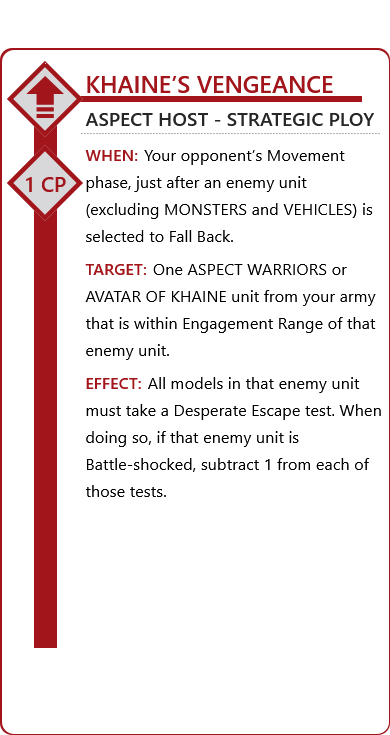 KHAINE’S VENGEANCE
ASPECT HOST - STRATEGIC PLOY
1 CP
WHEN: Your opponent’s Movement
phase, just after an enemy unit
(excluding MONSTERS and VEHICLES) is
selected to Fall Back.
TARGET: One ASPECT WARRIORS or
AVATAR OF KHAINE unit from your army
that is within Engagement Range of that
enemy unit.
EFFECT: All models in that enemy unit
must take a Desperate Escape test. When
doing so, if that enemy unit is
Battle-shocked, subtract 1 from each of
those tests.